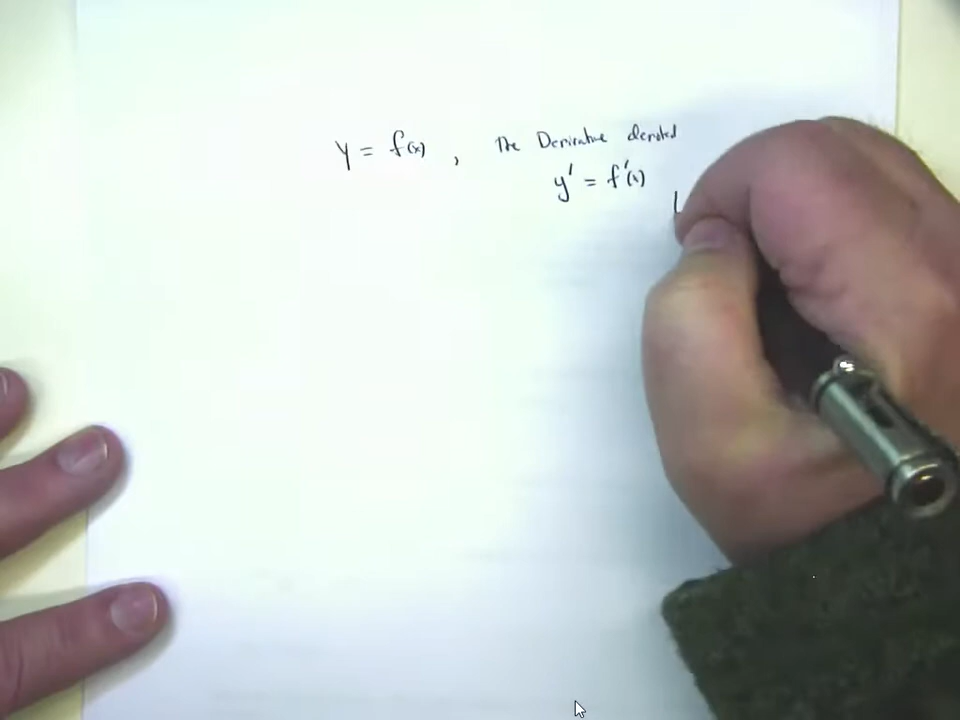 y = f(x) , The Derivative denoted
y' = f'(x)